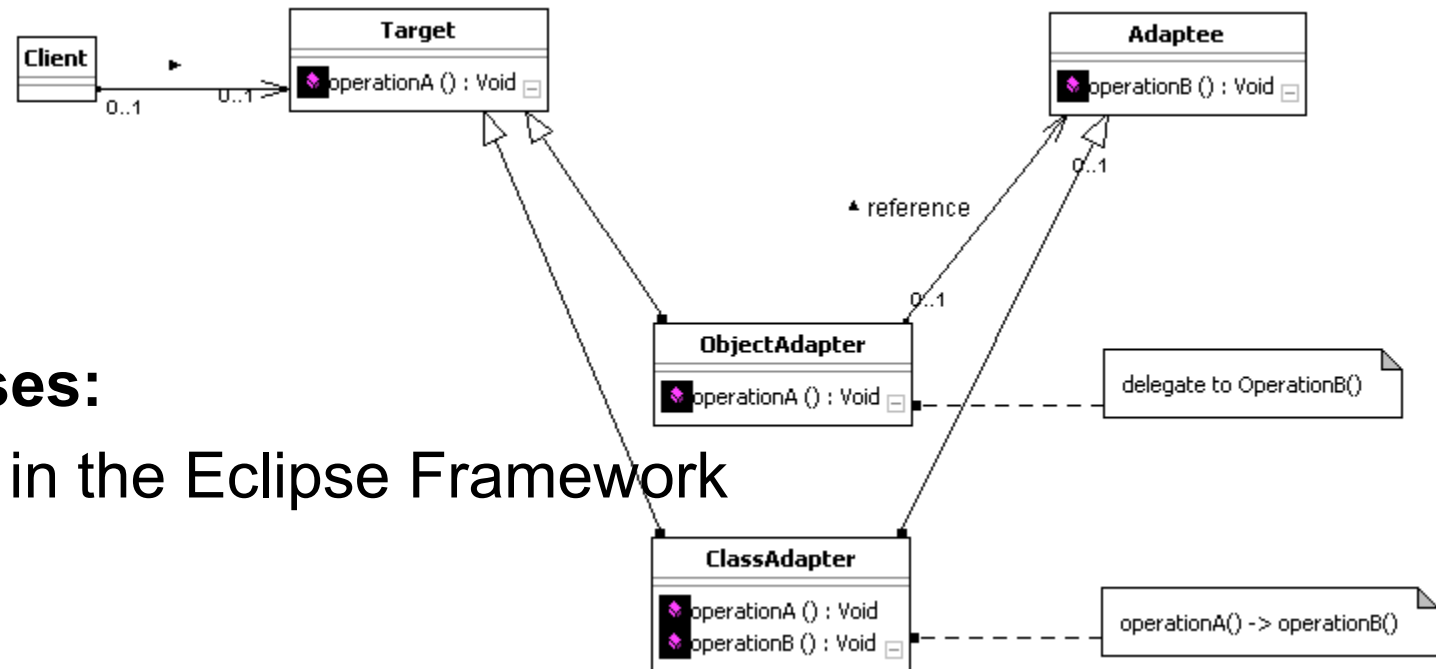 Client
0..1
0..1
Target
operationA () : Void
Adaptee
operationB () : Void
0..1
reference
0..1
ObjectAdapter
operationA () : Void
delegate to OperationB()
ses:
in the Eclipse Framework
ClassAdapter
operationA () : Void
operationB () : Void
operationA() -> operationB()